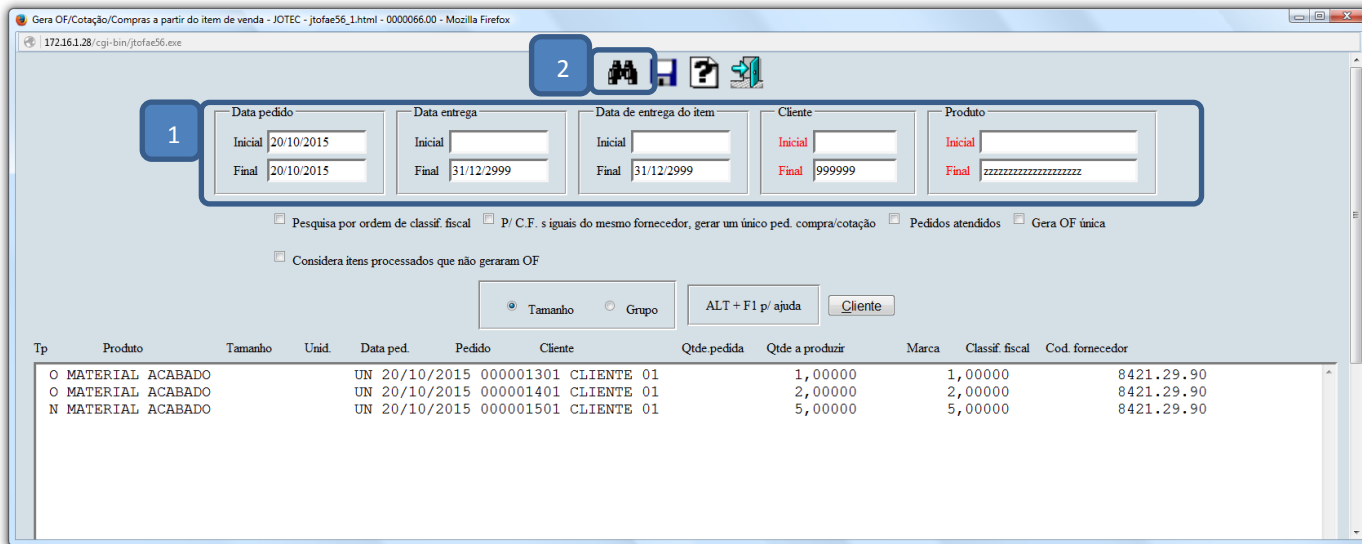 Gera OF/Cotação/Compras a partir do item de venda - JOTEC - jtofae56_1.html - 0000066.00 - Mozilla Firefox
172.16.1.28/cgi-bin/jtofae56.exe
2
1
Data pedido Data entrega Data de entrega do item Cliente Produto
Inicial 20/10/2015 Inicial Inicial Inicial Inicial
Final 20/10/2015 Final 31/12/2999 Final 31/12/2999 Final 999999 Final zzzzzzzzzzzzzzzzzzzz
Pesquisa por ordem de classif. fiscal P/ C.F. s iguais do mesmo fornecedor, gerar um único ped. compra/cotação Pedidos atendidos Gera OF única
Considera itens processados que não geraram OF
Tamanho Grupo ALT + F1 p/ ajuda Cliente
Tp Produto Tamanho Unid. Data ped. Pedido Cliente Qtde.pedida Qtde a produzir Marca Classif. fiscal Cod. fornecedor
O MATERIAL ACABADO UN 20/10/2015 000001301 CLIENTE 01 1,00000 1,00000 8421.29.90
O MATERIAL ACABADO UN 20/10/2015 000001401 CLIENTE 01 2,00000 2,00000 8421.29.90
N MATERIAL ACABADO UN 20/10/2015 000001501 CLIENTE 01 5,00000 5,00000 8421.29.90